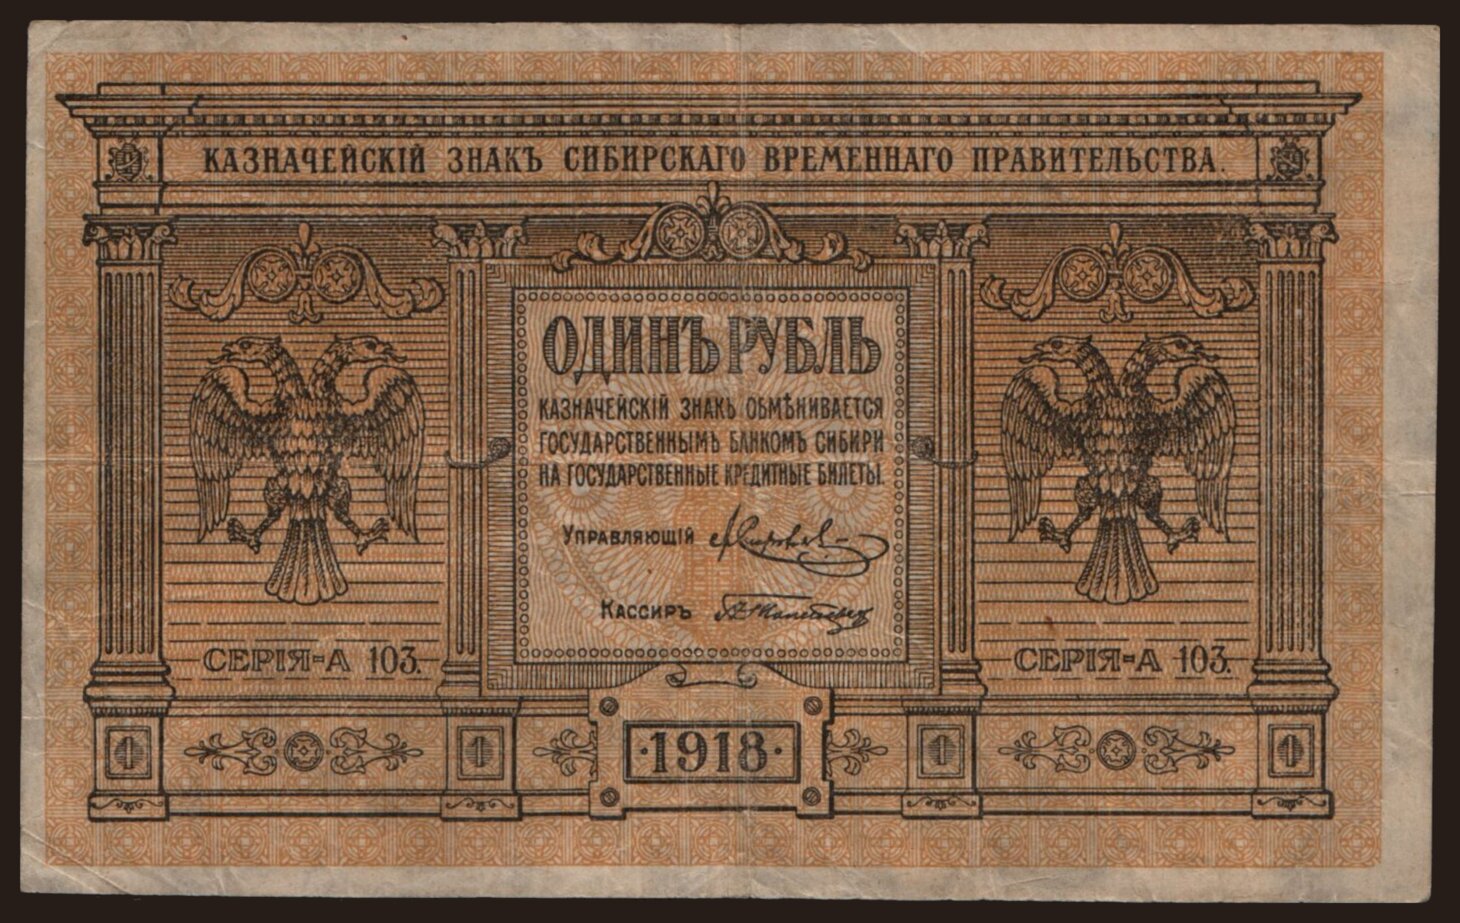 КАЗНАЧЕЙСКІЙ ЗНАКЪ СИБИРСКАГО ВРЕМЕННАГО ПРАВИТЕЛЬСТВА.
ОДИНЪ РУБЛЬ
КАЗНАЧЕЙСКІЙ ЗНАКЪ ОБМѢНИВАЕТСЯ
ГОСУДАРСТВЕННЫМЪ БАНКОМЪ СИБИРИ
НА ГОСУДАРСТВЕННЫЕ КРЕДИТНЫЕ БИЛЕТЫ.
УПРАВЛЯЮЩІЙ
КАССИРЪ
СЕРІЯ-А 103.
СЕРІЯ-А 103.
1
1
·1918·
1
1